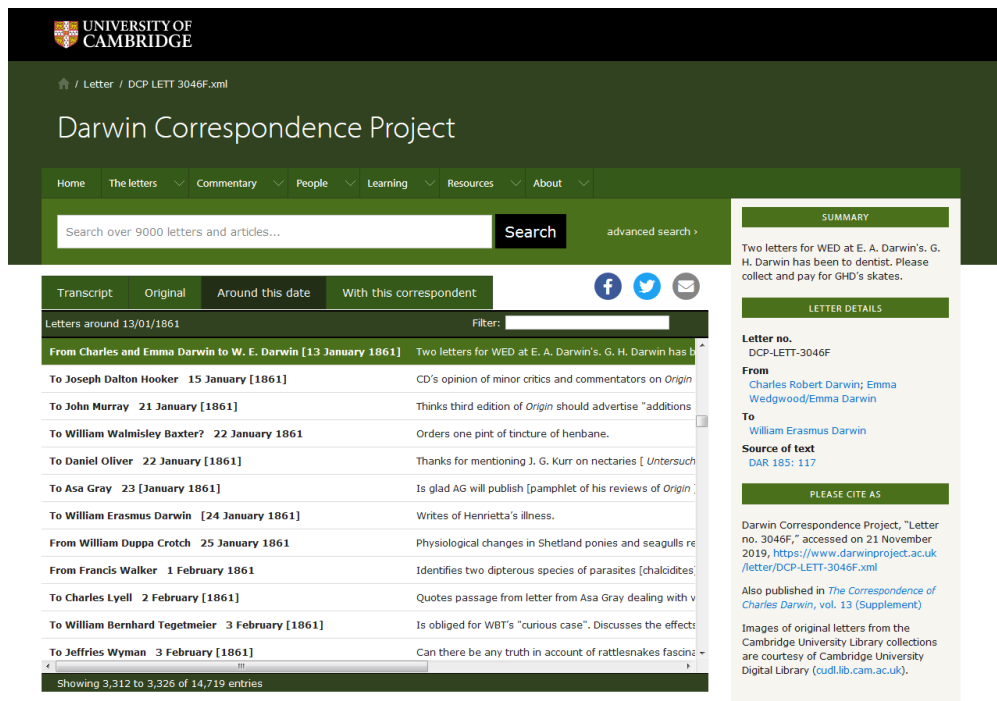 UNIVERSITY OF
CAMBRIDGE
/ Letter / DCP LETT 3046F.xml
Darwin Correspondence Project
Home The letters Commentary People Learning Resources About
Search over 9000 letters and articles... Search advanced search ›
Transcript Original Around this date With this correspondent
Letters around 13/01/1861 Filter:
From Charles and Emma Darwin to W. E. Darwin [13 January 1861] Two letters for WED at E. A. Darwin's. G. H. Darwin has b
To Joseph Dalton Hooker 15 January [1861] CD's opinion of minor critics and commentators on Origin
To John Murray 21 January [1861] Thinks third edition of Origin should advertise "additions
To William Walmisley Baxter? 22 January 1861 Orders one pint of tincture of henbane.
To Daniel Oliver 22 January [1861] Thanks for mentioning J. G. Kurr on nectaries [ Untersuch
To Asa Gray 23 [January 1861] Is glad AG will publish [pamphlet of his reviews of Origin
To William Erasmus Darwin [24 January 1861] Writes of Henrietta's illness.
From William Duppa Crotch 25 January 1861 Physiological changes in Shetland ponies and seagulls re
From Francis Walker 1 February 1861 Identifies two dipterous species of parasites [chalcidites]
To Charles Lyell 2 February [1861] Quotes passage from letter from Asa Gray dealing with v
To William Bernhard Tegetmeier 3 February [1861] Is obliged for WBT's "curious case". Discusses the effects
To Jeffries Wyman 3 February [1861] Can there be any truth in account of rattlesnakes fascina
Showing 3,312 to 3,326 of 14,719 entries
SUMMARY
Two letters for WED at E. A. Darwin's. G.
H. Darwin has been to dentist. Please
collect and pay for GHD's skates.
LETTER DETAILS
Letter no.
DCP-LETT-3046F
From
Charles Robert Darwin; Emma
Wedgwood/Emma Darwin
To
William Erasmus Darwin
Source of text
DAR 185: 117
PLEASE CITE AS
Darwin Correspondence Project, "Letter
no. 3046F," accessed on 21 November
2019, https://www.darwinproject.ac.uk
/letter/DCP-LETT-3046F.xml
Also published in The Correspondence of
Charles Darwin, vol. 13 (Supplement)
Images of original letters from the
Cambridge University Library collections
are courtesy of Cambridge University
Digital Library (cudl.lib.cam.ac.uk).